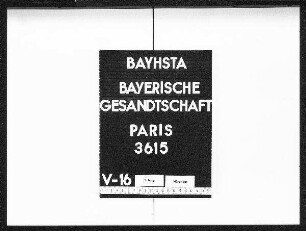 BAYHSTA
BAYERISCHE
GESANDTSCHAFT
PARIS
3615
V-16